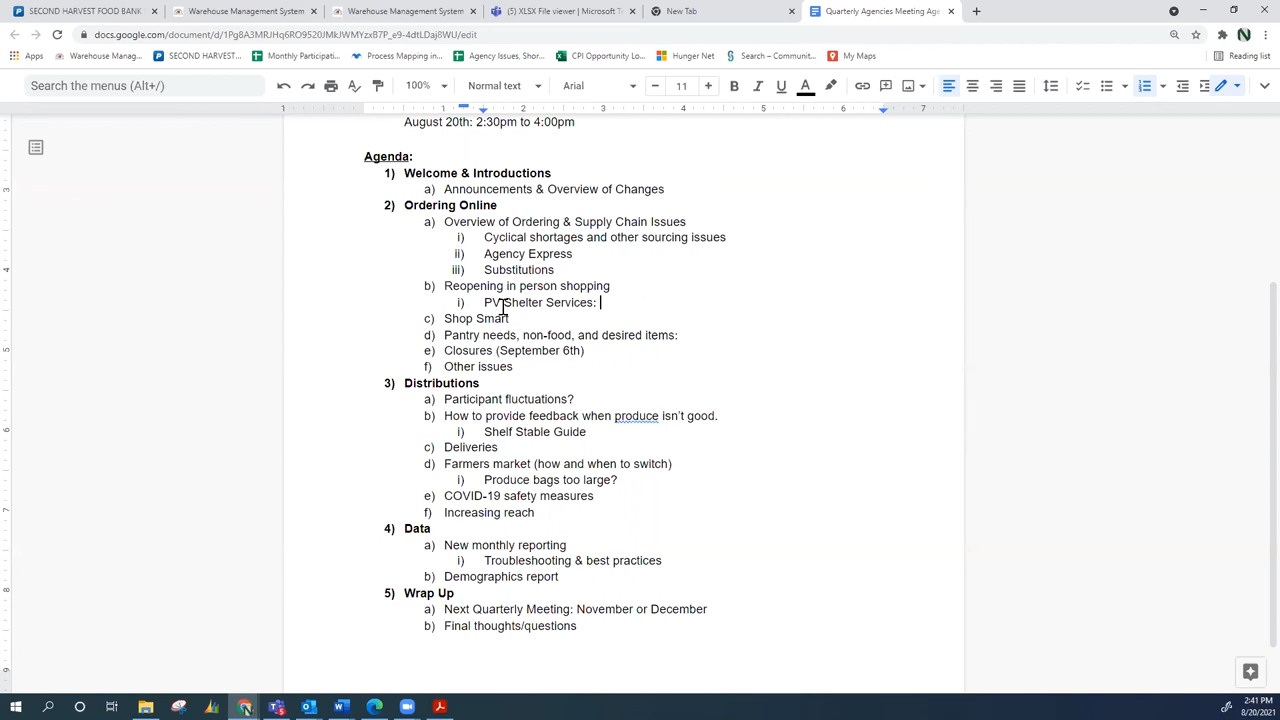 SECOND HARVEST FOOD BANK
Warehouse Management System
Warehouse Management System
(5) XLSX File viewer | Microsoft T
New Tab
Quarterly Agencies Meeting Age
docs.google.com/document/d/1Pg8A3MRJHq6RO9520JMkJWMYzxB7P_e9-4dtLDaj8WU/edit
Apps
Warehouse Manag...
SECOND HARVEST...
Monthly Participati...
Process Mapping in...
Agency Issues, Shor...
CPI Opportunity Lo...
Hunger Net
Search – Communit...
My Maps
Reading list
Search the menus (Alt+/)
100%
Normal text
Arial
11
1 1 2 3 4 5 6 7
August 20th: 2:30pm to 4:00pm
Agenda:
1) Welcome & Introductions
a) Announcements & Overview of Changes
2) Ordering Online
a) Overview of Ordering & Supply Chain Issues
i) Cyclical shortages and other sourcing issues
ii) Agency Express
iii) Substitutions
b) Reopening in person shopping
i) PV Shelter Services:
c) Shop Smart
d) Pantry needs, non-food, and desired items:
e) Closures (September 6th)
f) Other issues
3) Distributions
a) Participant fluctuations?
b) How to provide feedback when produce isn't good.
i) Shelf Stable Guide
c) Deliveries
d) Farmers market (how and when to switch)
i) Produce bags too large?
e) COVID-19 safety measures
f) Increasing reach
4) Data
a) New monthly reporting
i) Troubleshooting & best practices
b) Demographics report
5) Wrap Up
a) Next Quarterly Meeting: November or December
b) Final thoughts/questions
2:41 PM
8/20/2021